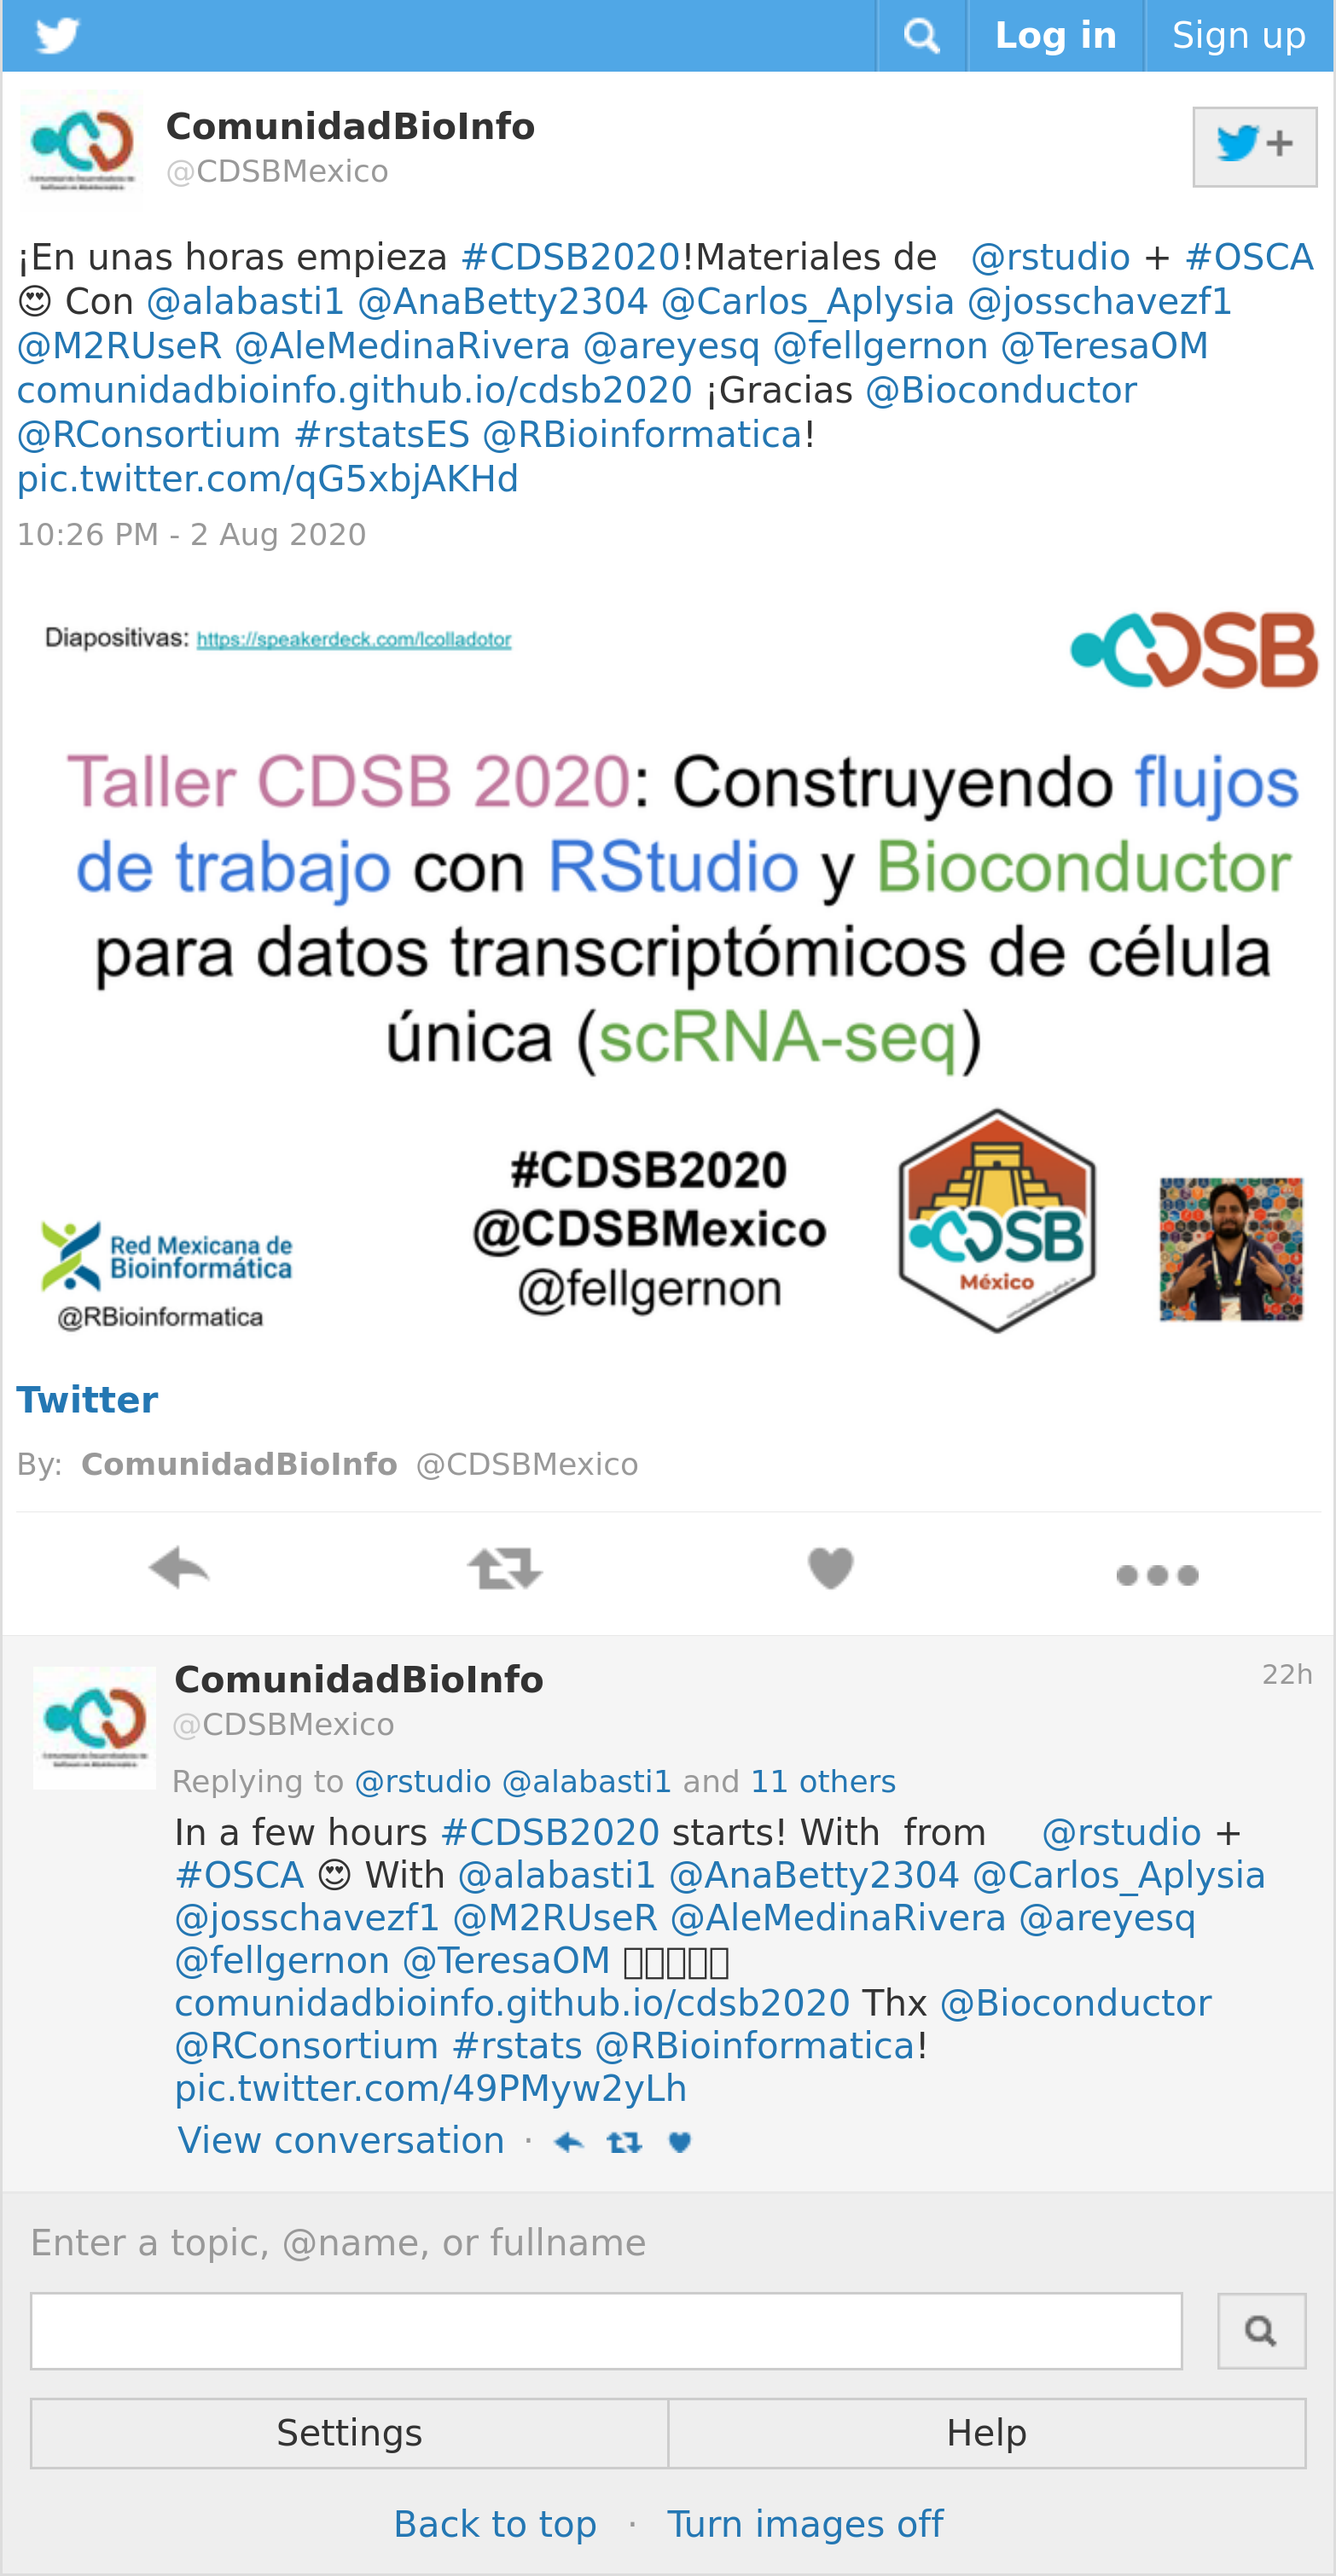 Log in
Sign up
ComunidadBioInfo
@CDSBMexico
¡En unas horas empieza #CDSB2020!Materiales de @rstudio + #OSCA
😍 Con @alabasti1 @AnaBetty2304 @Carlos_Aplysia @josschavezf1
@M2RUseR @AleMedinaRivera @areyesq @fellgernon @TeresaOM
comunidadbioinfo.github.io/cdsb2020 ¡Gracias @Bioconductor
@RConsortium #rstatsES @RBioinformatica!
pic.twitter.com/qG5xbjAKHd
10:26 PM - 2 Aug 2020
Diapositivas: https://speakerdeck.com/lcolladotor
CDSB
Taller CDSB 2020: Construyendo flujos
de trabajo con RStudio y Bioconductor
para datos transcriptómicos de célula
única (scRNA-seq)
#CDSB2020
@CDSBMexico
@fellgernon
Red Mexicana de
Bioinformática
@RBioinformatica
CDSB
México
Twitter
By: ComunidadBioInfo @CDSBMexico
ComunidadBioInfo
22h
@CDSBMexico
Replying to @rstudio @alabasti1 and 11 others
In a few hours #CDSB2020 starts! With from @rstudio +
#OSCA 😍 With @alabasti1 @AnaBetty2304 @Carlos_Aplysia
@josschavezf1 @M2RUseR @AleMedinaRivera @areyesq
@fellgernon @TeresaOM
comunidadbioinfo.github.io/cdsb2020 Thx @Bioconductor
@RConsortium #rstats @RBioinformatica!
pic.twitter.com/49PMyw2yLh
View conversation ·
Enter a topic, @name, or fullname
Settings
Help
Back to top · Turn images off